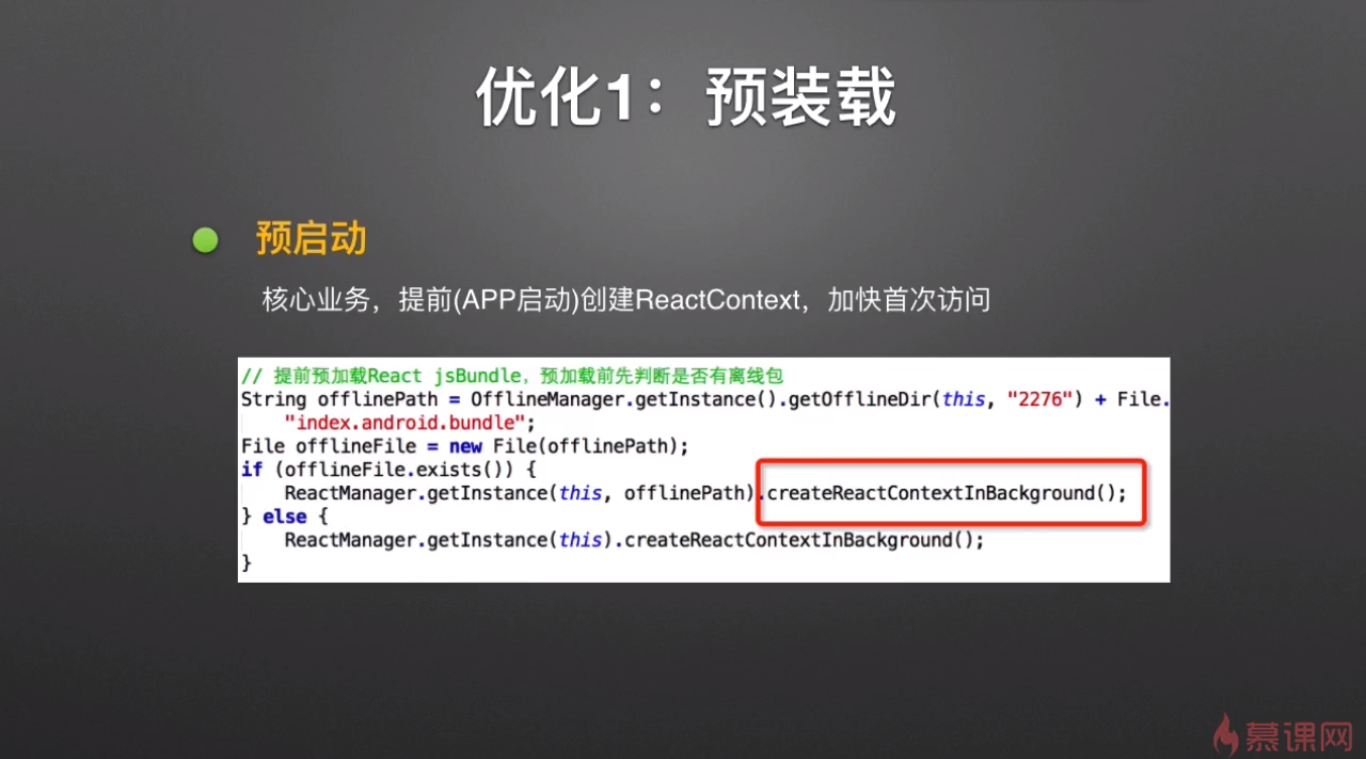 优化1：预装载
预启动
核心业务，提前(APP启动)创建ReactContext，加快首次访问
// 提前预加载React jsBundle，预加载前先判断是否有离线包
String offlinePath = OfflineManager.getInstance().getOfflineDir(this, "2276") + File.
"index.android.bundle";
File offlineFile = new File(offlinePath);
if (offlineFile.exists()) {
ReactManager.getInstance(this, offlinePath).createReactContextInBackground();
} else {
ReactManager.getInstance(this).createReactContextInBackground();
}
慕课网